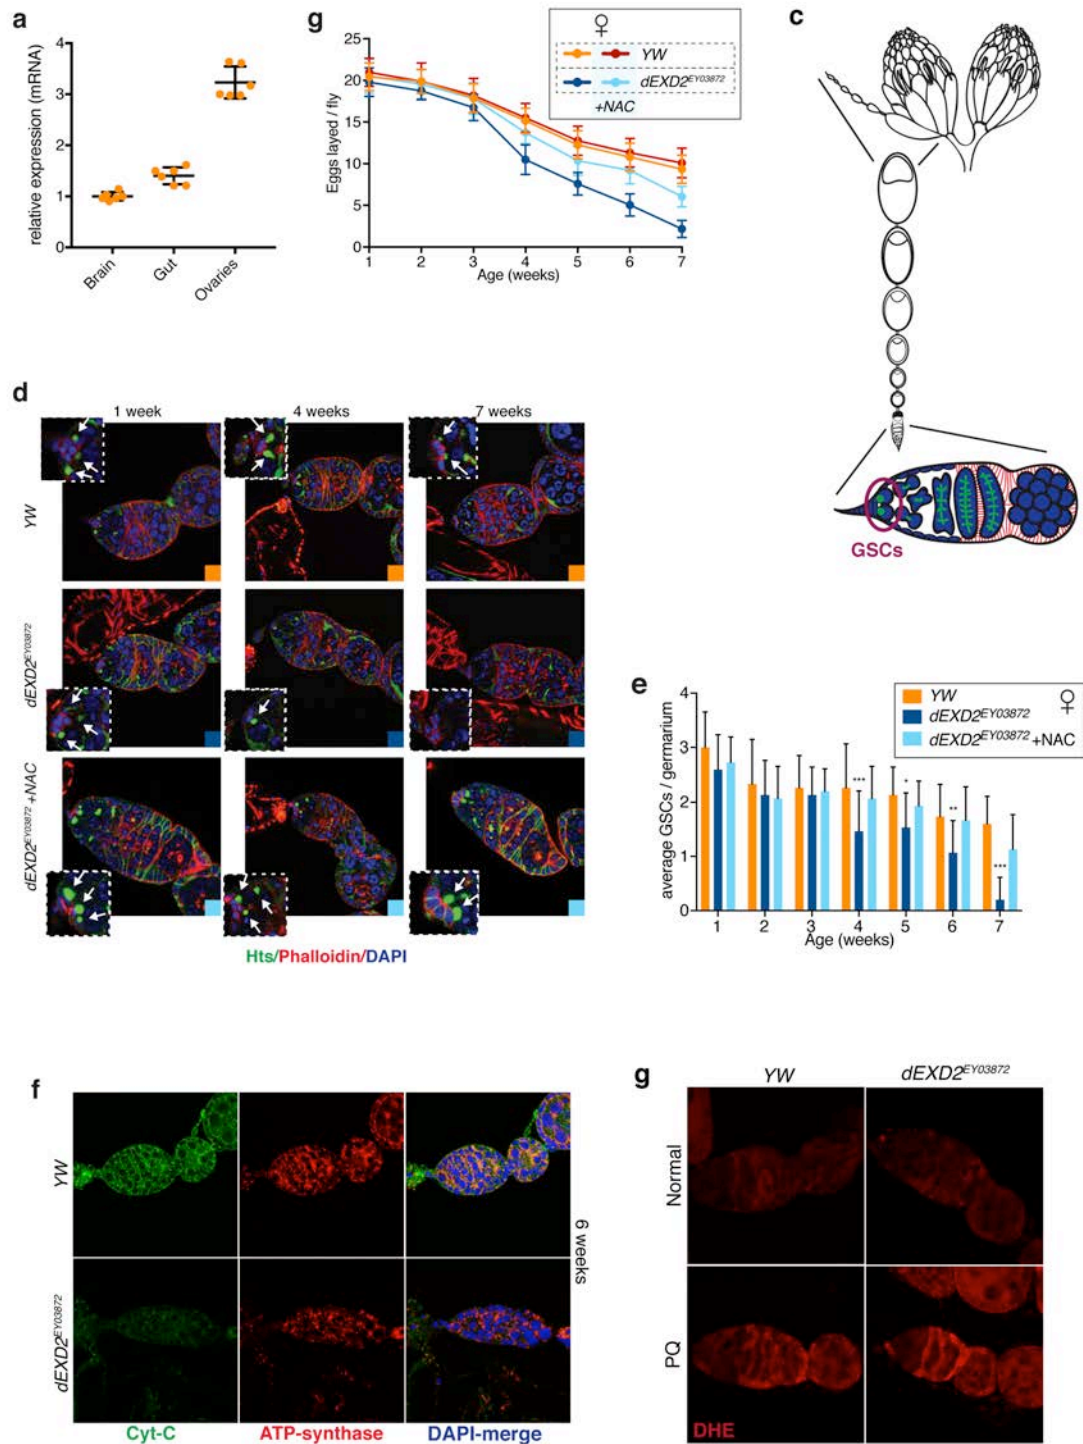 a
relative expression (mRNA)
4
3
2
1
0
Brain
Gut
Ovaries
g
Eggs layed / fly
25
20
15
10
5
0
1 2 3 4 5 6 7
Age (weeks)
♀
YW
dEXD2EY03872
+NAC
c
GSCs
d
1 week
4 weeks
7 weeks
YW
dEXD2EY03872
dEXD2EY03872 +NAC
Hts/Phalloidin/DAPI
e
average GSCs / germarium
4
3
2
1
0
YW
♀
dEXD2EY03872
dEXD2EY03872 +NAC
***
*
**
***
1 2 3 4 5 6 7
Age (weeks)
f
YW
dEXD2EY03872
6 weeks
Cyt-C
ATP-synthase
DAPI-merge
g
YW
dEXD2EY03872
Normal
PQ
DHE